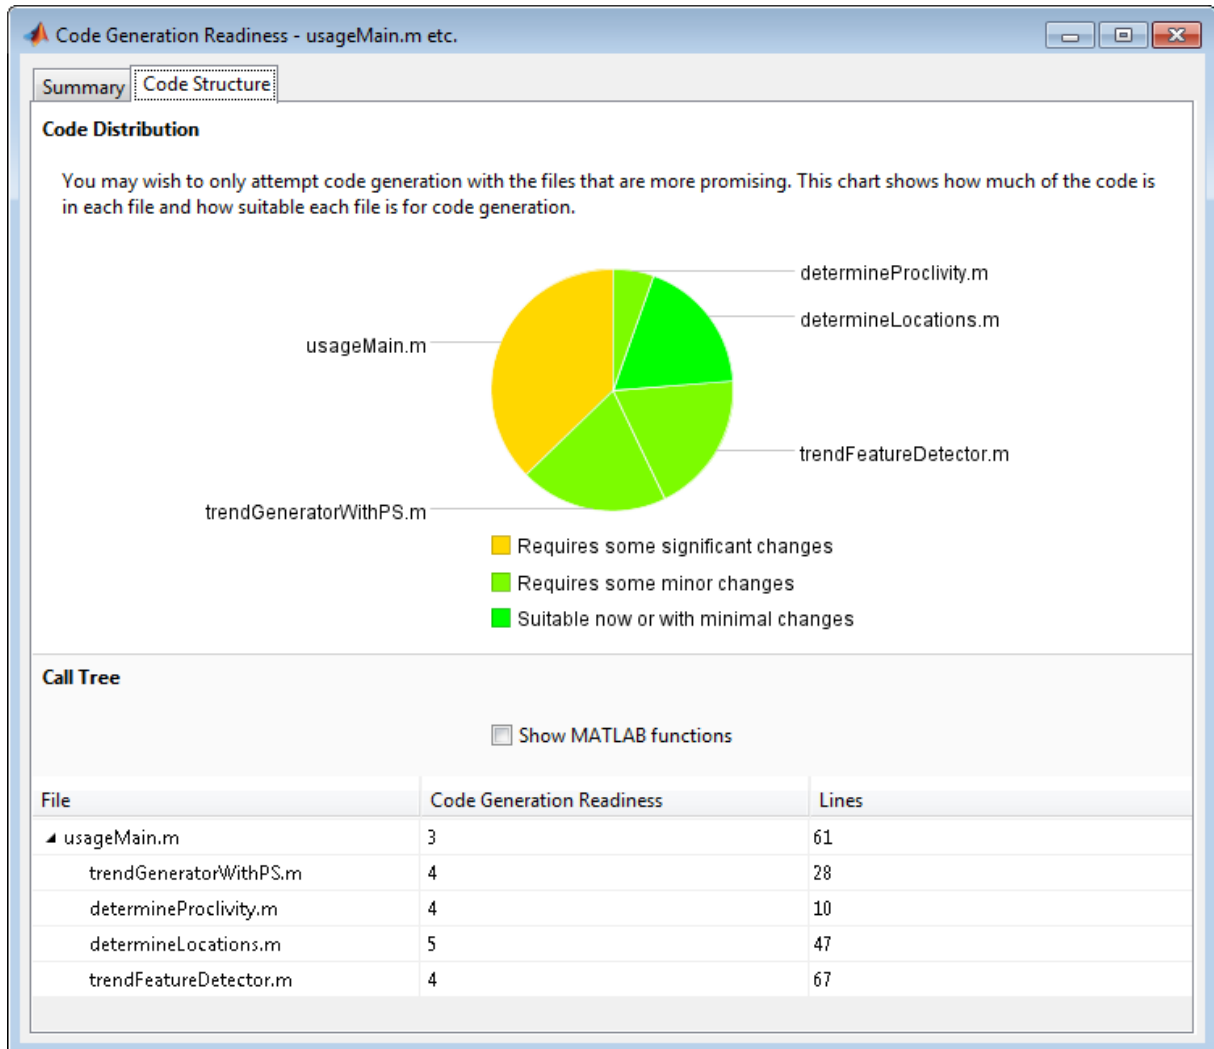 Code Generation Readiness - usageMain.m etc.
Summary
Code Structure
Code Distribution
You may wish to only attempt code generation with the files that are more promising. This chart shows how much of the code is
in each file and how suitable each file is for code generation.
determineProclivity.m
determineLocations.m
usageMain.m
trendFeatureDetector.m
trendGeneratorWithPS.m
Requires some significant changes
Requires some minor changes
Suitable now or with minimal changes
Call Tree
Show MATLAB functions
File Code Generation Readiness Lines
usageMain.m 3 61
trendGeneratorWithPS.m 4 28
determineProclivity.m 4 10
determineLocations.m 5 47
trendFeatureDetector.m 4 67